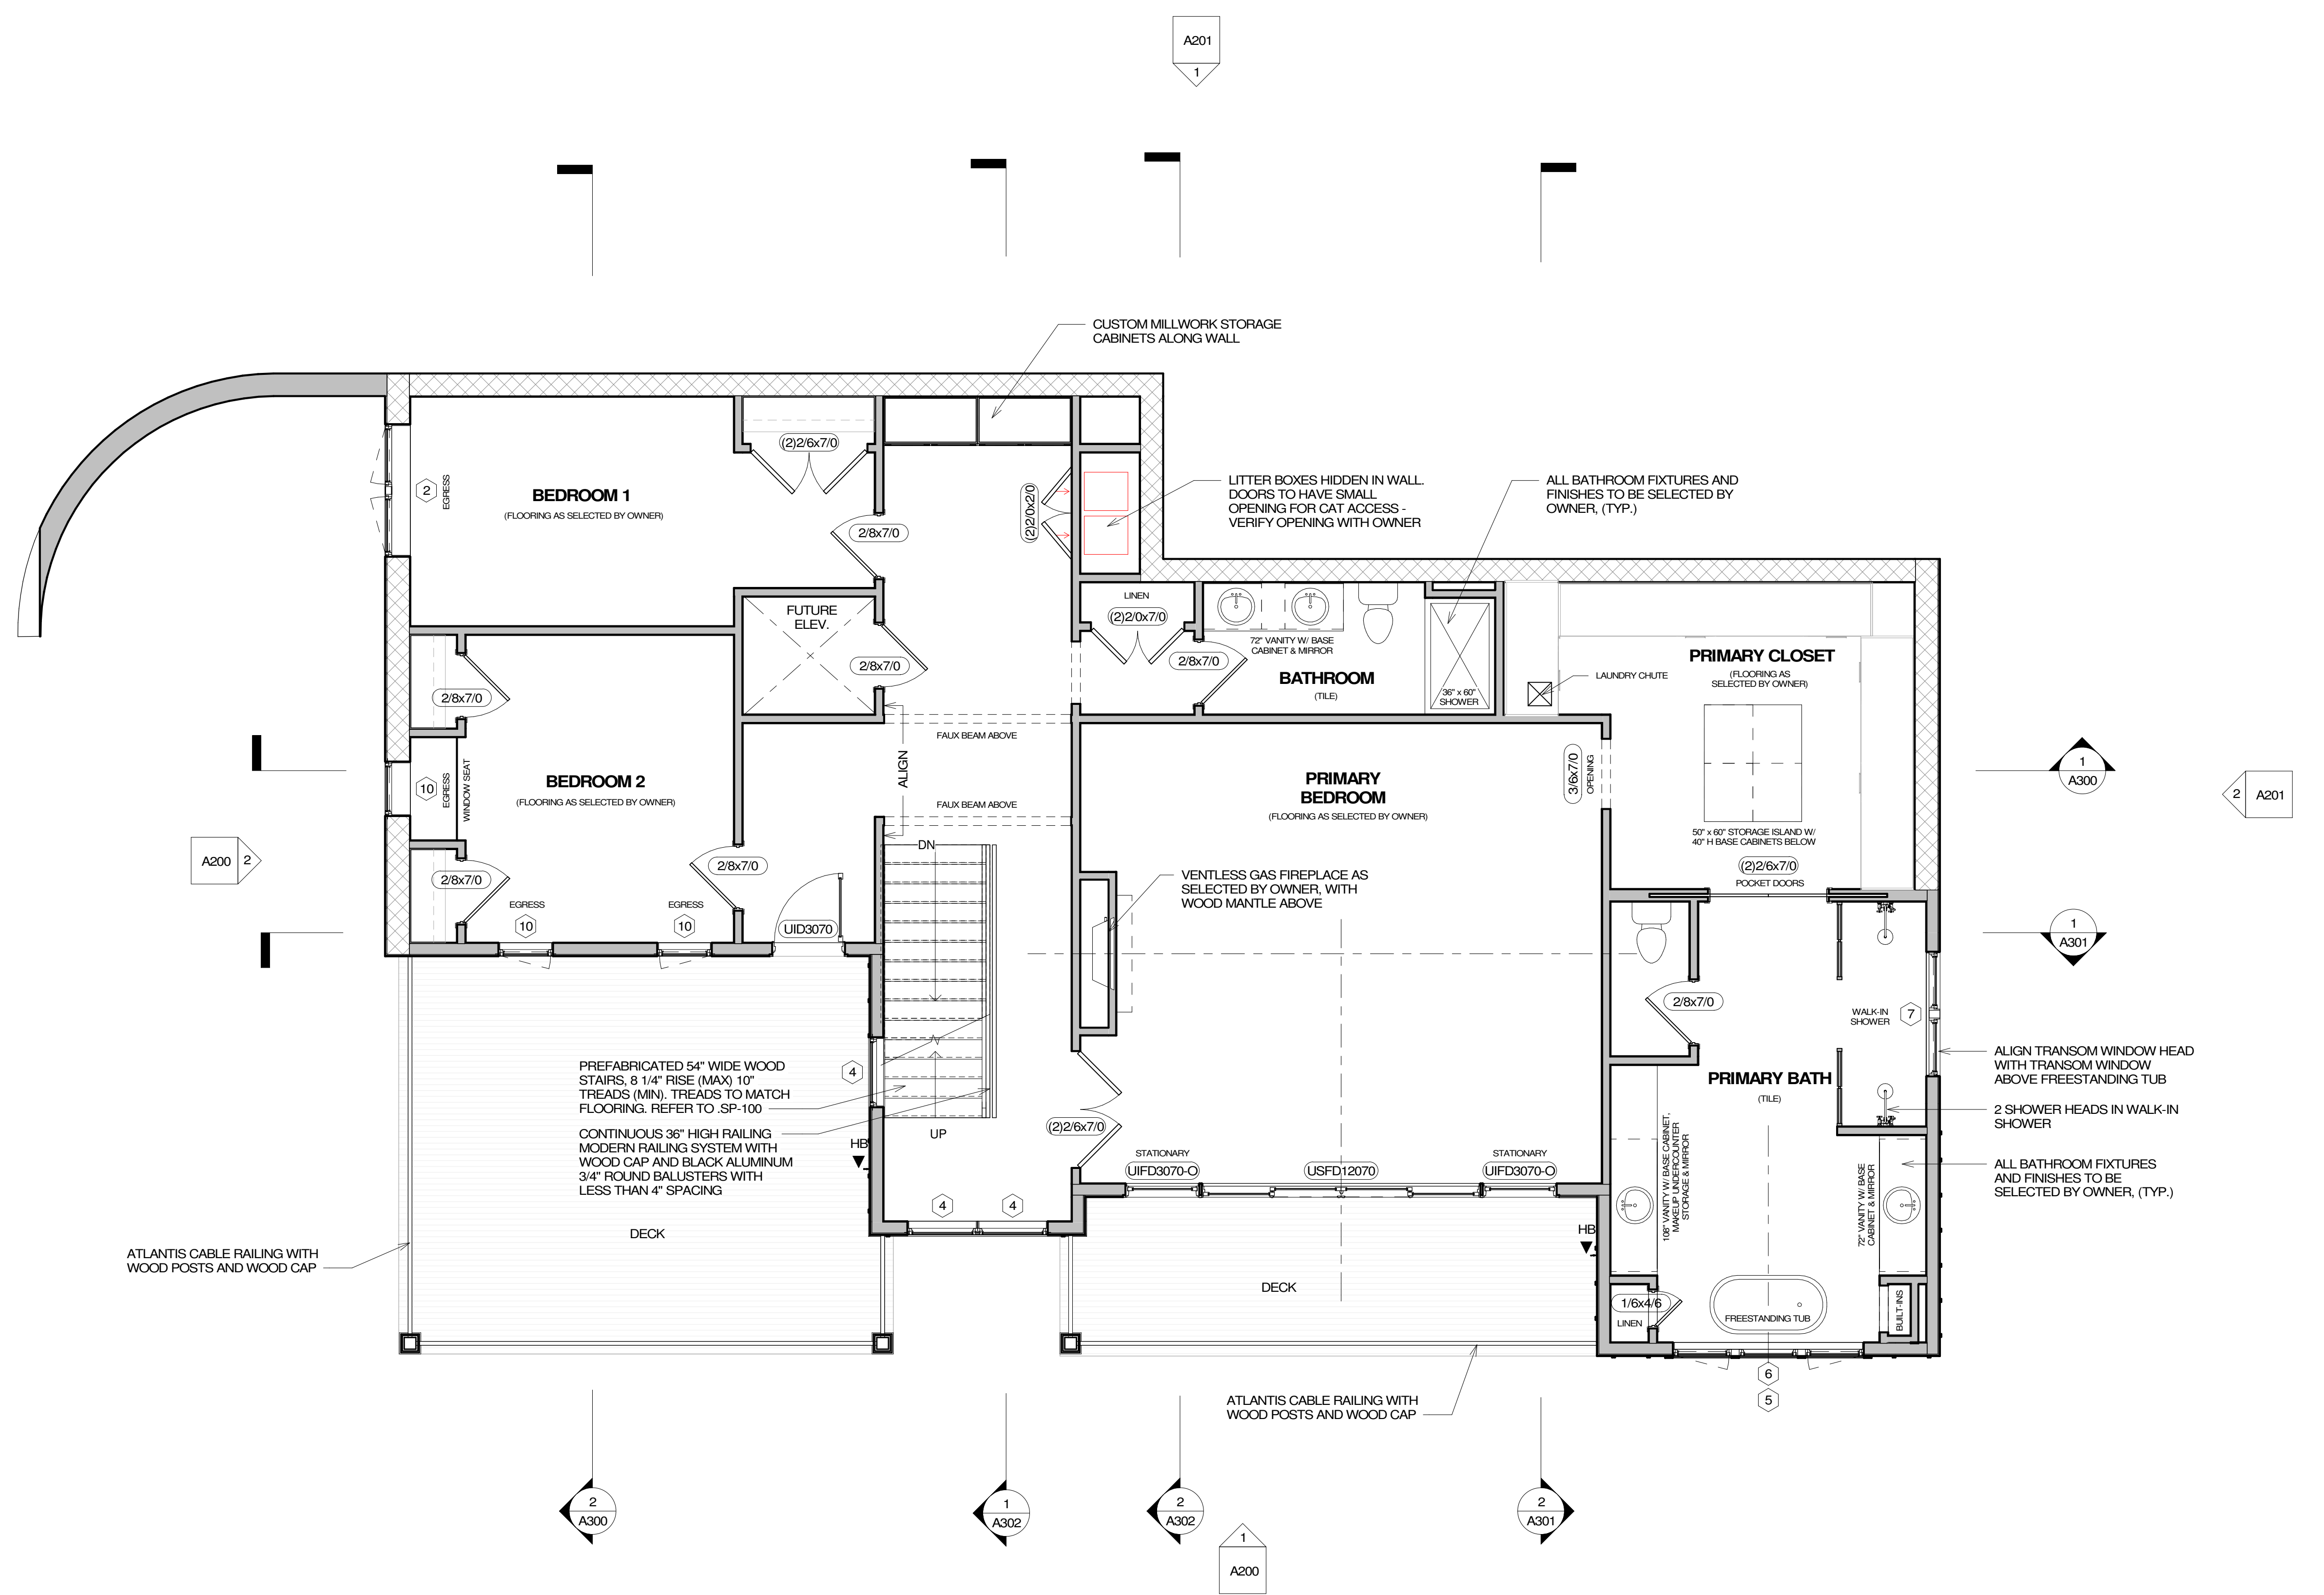 A201
1
CUSTOM MILLWORK STORAGE
CABINETS ALONG WALL
(2)2/6x7/0
2
EGRESS
BEDROOM 1
(FLOORING AS SELECTED BY OWNER)
2/8x7/0
(2)2/0x2/0
LITTER BOXES HIDDEN IN WALL.
DOORS TO HAVE SMALL
OPENING FOR CAT ACCESS -
VERIFY OPENING WITH OWNER
ALL BATHROOM FIXTURES AND
FINISHES TO BE SELECTED BY
OWNER, (TYP.)
FUTURE
ELEV.
2/8x7/0
LINEN
(2)2/0x7/0
2/8x7/0
72" VANITY W/ BASE
CABINET & MIRROR
BATHROOM
(TILE)
36" x 60"
SHOWER
LAUNDRY CHUTE
PRIMARY CLOSET
(FLOORING AS
SELECTED BY OWNER)
50" x 60" STORAGE ISLAND W/
40" H BASE CABINETS BELOW
(2)2/6x7/0
POCKET DOORS
3/6x7/0
OPENING
2/8x7/0
10
EGRESS
WINDOW SEAT
BEDROOM 2
(FLOORING AS SELECTED BY OWNER)
2/8x7/0
2/8x7/0
EGRESS
10
EGRESS
10
UID3070
FAUX BEAM ABOVE
ALIGN
FAUX BEAM ABOVE
DN
UP
PRIMARY
BEDROOM
(FLOORING AS SELECTED BY OWNER)
VENTLESS GAS FIREPLACE AS
SELECTED BY OWNER, WITH
WOOD MANTLE ABOVE
1
A300
2
A201
A200
2
1
A301
2/8x7/0
WALK-IN
SHOWER
7
ALIGN TRANSOM WINDOW HEAD
WITH TRANSOM WINDOW
ABOVE FREESTANDING TUB
2 SHOWER HEADS IN WALK-IN
SHOWER
ALL BATHROOM FIXTURES
AND FINISHES TO BE
SELECTED BY OWNER, (TYP.)
PRIMARY BATH
(TILE)
PREFABRICATED 54" WIDE WOOD
STAIRS, 8 1/4" RISE (MAX) 10"
TREADS (MIN). TREADS TO MATCH
FLOORING. REFER TO .SP-100
CONTINUOUS 36" HIGH RAILING
MODERN RAILING SYSTEM WITH
WOOD CAP AND BLACK ALUMINUM
3/4" ROUND BALUSTERS WITH
LESS THAN 4" SPACING
4
HB
4
4
(2)2/6x7/0
STATIONARY
UIFD3070-O
USFD12070
STATIONARY
UIFD3070-O
108" VANITY W/ BASE CABINET,
MAKEUP UNDERCOUNTER
STORAGE & MIRROR
72" VANITY W/ BASE
CABINET & MIRROR
DECK
ATLANTIS CABLE RAILING WITH
WOOD POSTS AND WOOD CAP
HB
DECK
1/6x4/6
LINEN
FREESTANDING TUB
BUILT-INS
6
5
ATLANTIS CABLE RAILING WITH
WOOD POSTS AND WOOD CAP
2
A300
1
A302
2
A302
2
A301
1
A200